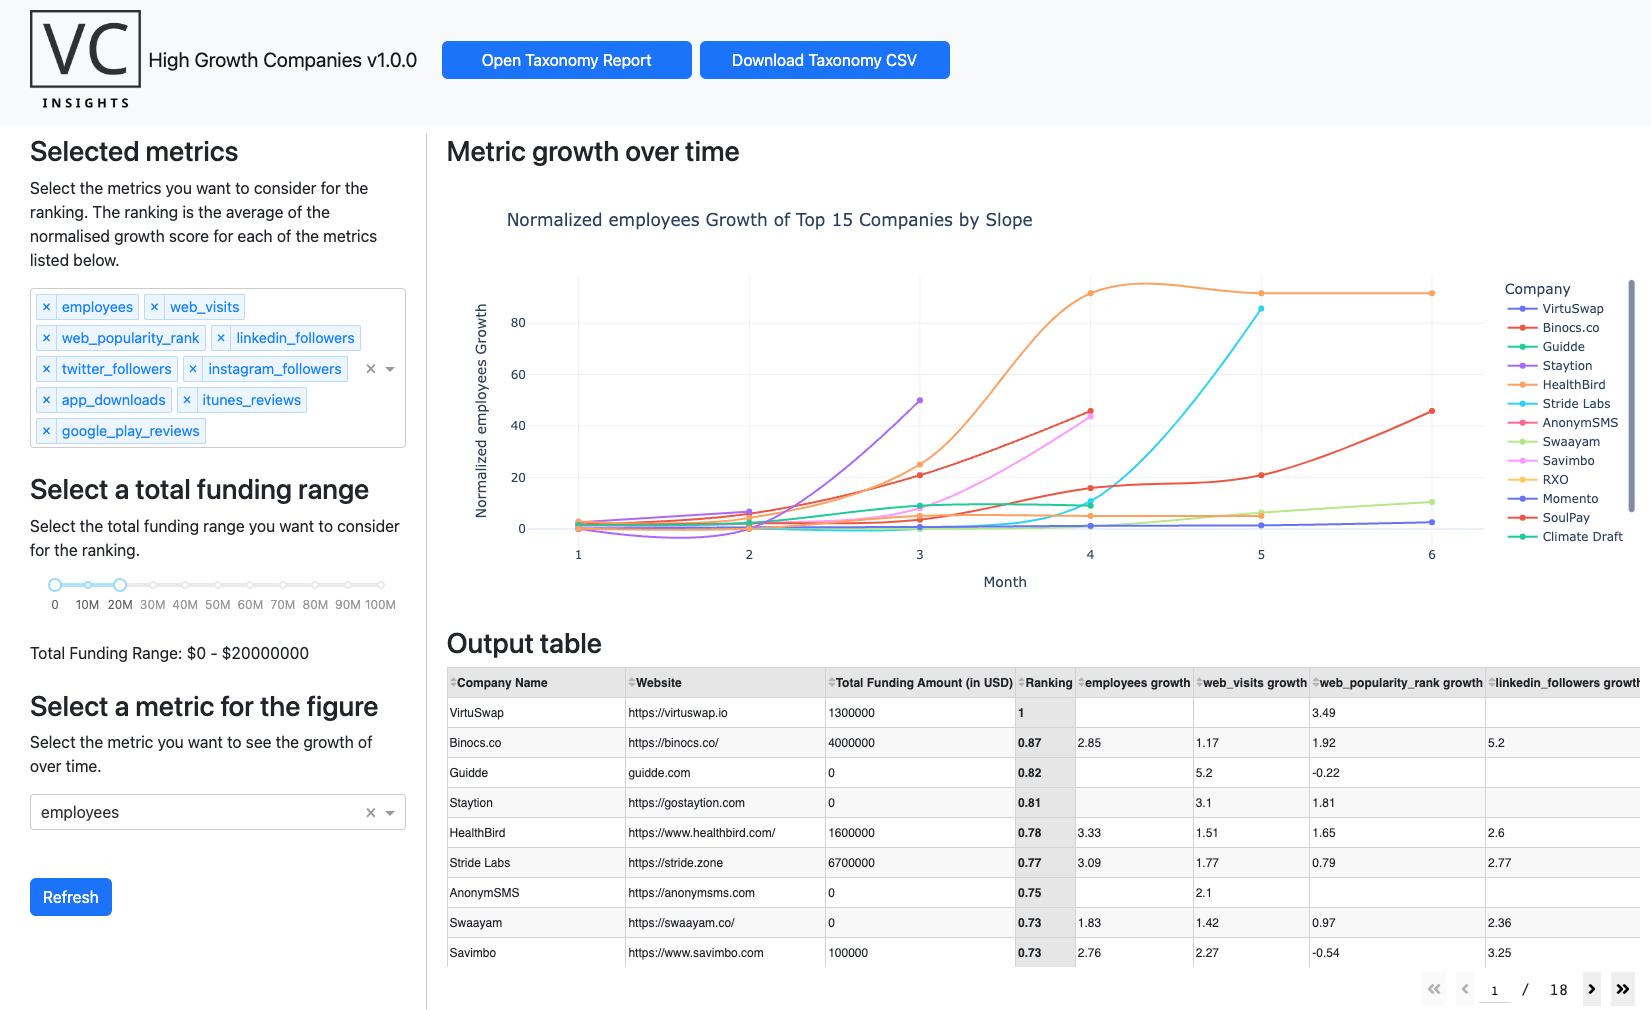 VC
INSIGHTS
High Growth Companies v1.0.0
Open Taxonomy Report
Download Taxonomy CSV
Selected metrics
Select the metrics you want to consider for the
ranking. The ranking is the average of the
normalised growth score for each of the metrics
listed below.
× employees × web_visits
× web_popularity_rank × linkedin_followers
× twitter_followers × instagram_followers ×
× app_downloads × itunes_reviews
× google_play_reviews
Select a total funding range
Select the total funding range you want to consider
for the ranking.
0 10M 20M 30M 40M 50M 60M 70M 80M 90M 100M
Total Funding Range: $0 - $20000000
Select a metric for the figure
Select the metric you want to see the growth of
over time.
employees ×
Refresh
Metric growth over time
Normalized employees Growth of Top 15 Companies by Slope
Normalized employees Growth
80
60
40
20
0
1 2 3 4 5 6
Month
Company
VirtuSwap
Binocs.co
Guidde
Staytion
HealthBird
Stride Labs
AnonymSMS
Swaayam
Savimbo
RXO
Momento
SoulPay
Climate Draft
Output table
Company Name Website Total Funding Amount (in USD) Ranking employees growth web_visits growth web_popularity_rank growth linkedin_followers growth
VirtuSwap https://virtuswap.io 1300000 1 3.49
Binocs.co https://binocs.co/ 4000000 0.87 2.85 1.17 1.92 5.2
Guidde guidde.com 0 0.82 5.2 -0.22
Staytion https://gostaytion.com 0 0.81 3.1 1.81
HealthBird https://www.healthbird.com/ 1600000 0.78 3.33 1.51 1.65 2.6
Stride Labs https://stride.zone 6700000 0.77 3.09 1.77 0.79 2.77
AnonymSMS https://anonymsms.com 0 0.75 2.1
Swaayam https://swaayam.co/ 0 0.73 1.83 1.42 0.97 2.36
Savimbo https://www.savimbo.com 100000 0.73 2.76 2.27 -0.54 3.25
1 / 18